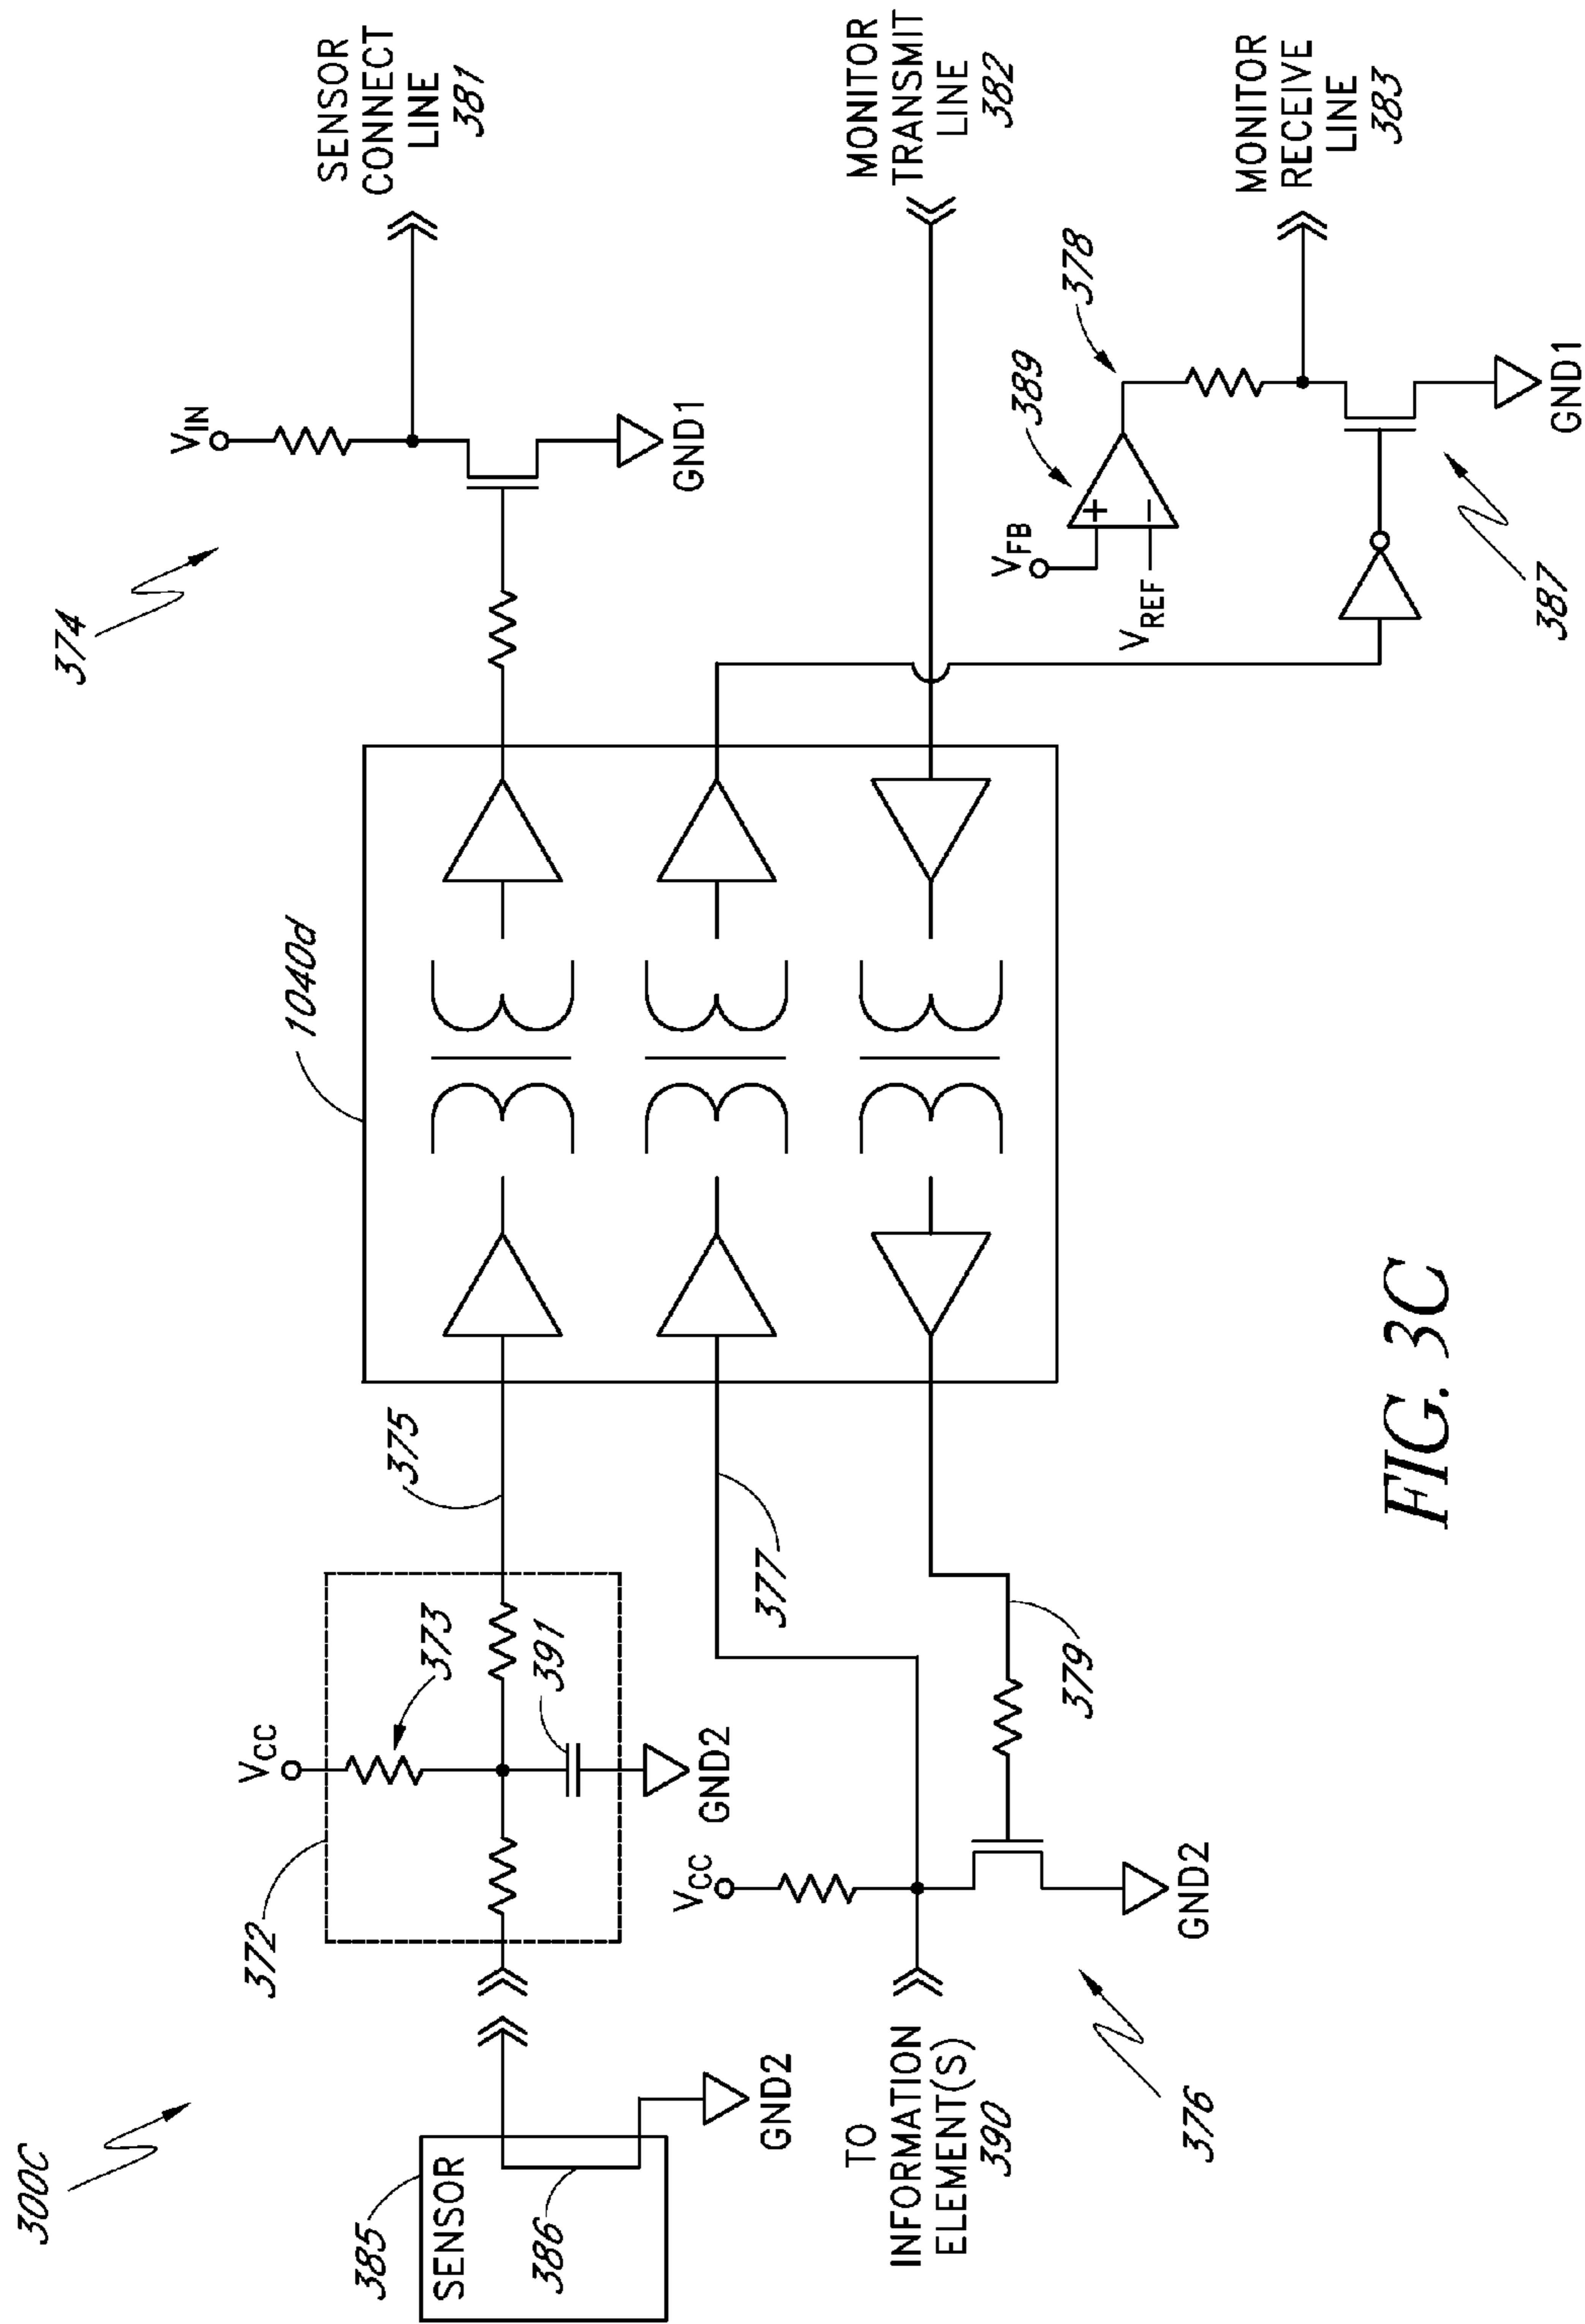 300C
374
V_IN
SENSOR
CONNECT
LINE
381
1040d
372
V_CC
373
375
391
GND2
GND1
385
SENSOR
386
GND2
377
MONITOR
TRANSMIT
LINE
382
TO
INFORMATION
ELEMENT(S)
390
V_CC
GND2
376
379
389
378
V_FB
V_REF
MONITOR
RECEIVE
LINE
383
387
GND1
FIG. 3C